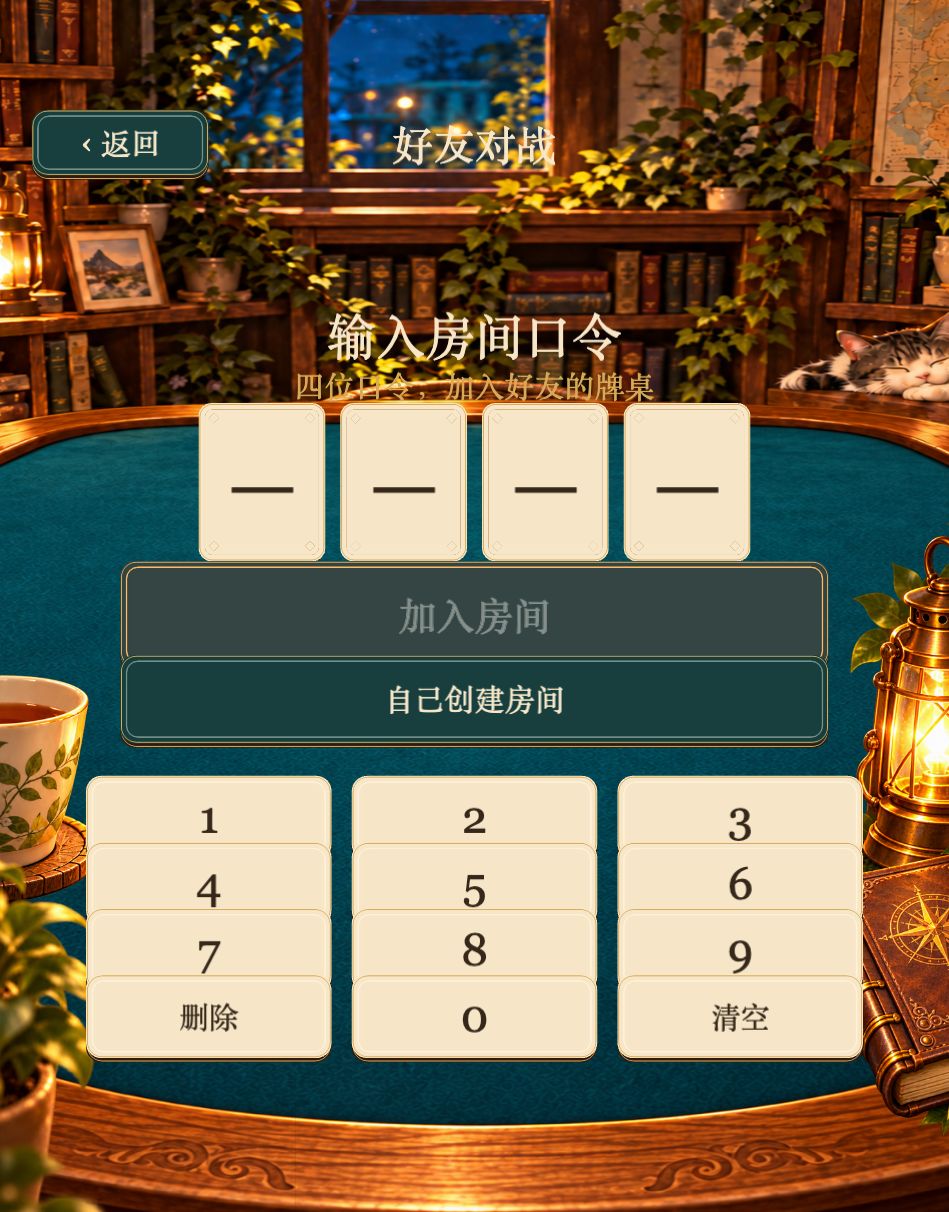 ‹ 返回
好友对战
输入房间口令
四位口令，加入好友的牌桌
— — — —
加入房间
自己创建房间
1 2 3
4 5 6
7 8 9
删除 0 清空